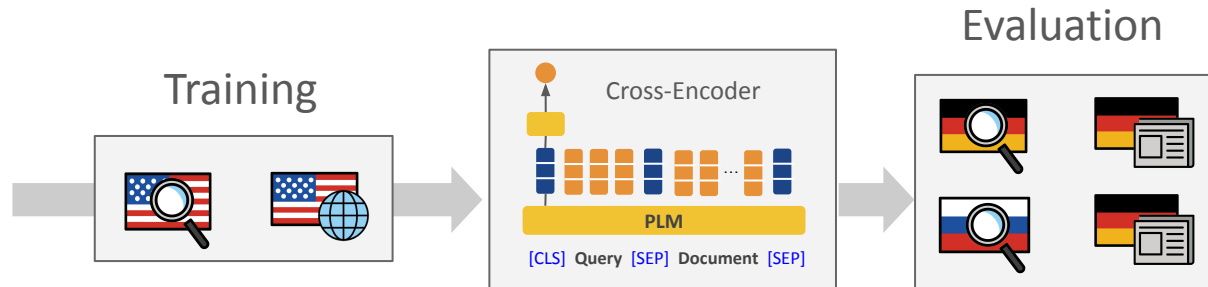 Training
Cross-Encoder
...
PLM
[CLS] Query [SEP] Document [SEP]
Evaluation